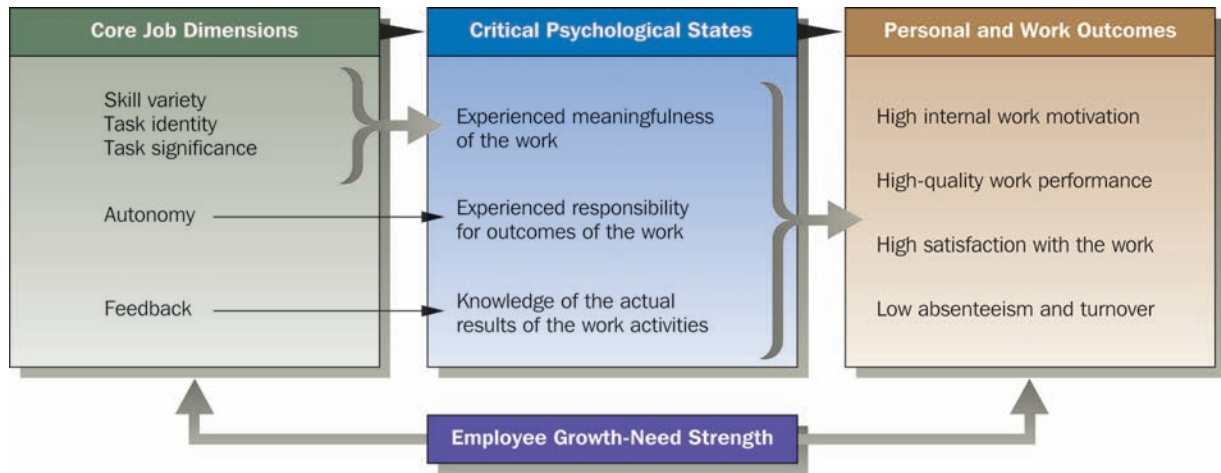 Core Job Dimensions
Skill variety
Task identity
Task significance
Autonomy
Feedback
Critical Psychological States
Experienced meaningfulness
of the work
Experienced responsibility
for outcomes of the work
Knowledge of the actual
results of the work activities
Personal and Work Outcomes
High internal work motivation
High-quality work performance
High satisfaction with the work
Low absenteeism and turnover
Employee Growth-Need Strength